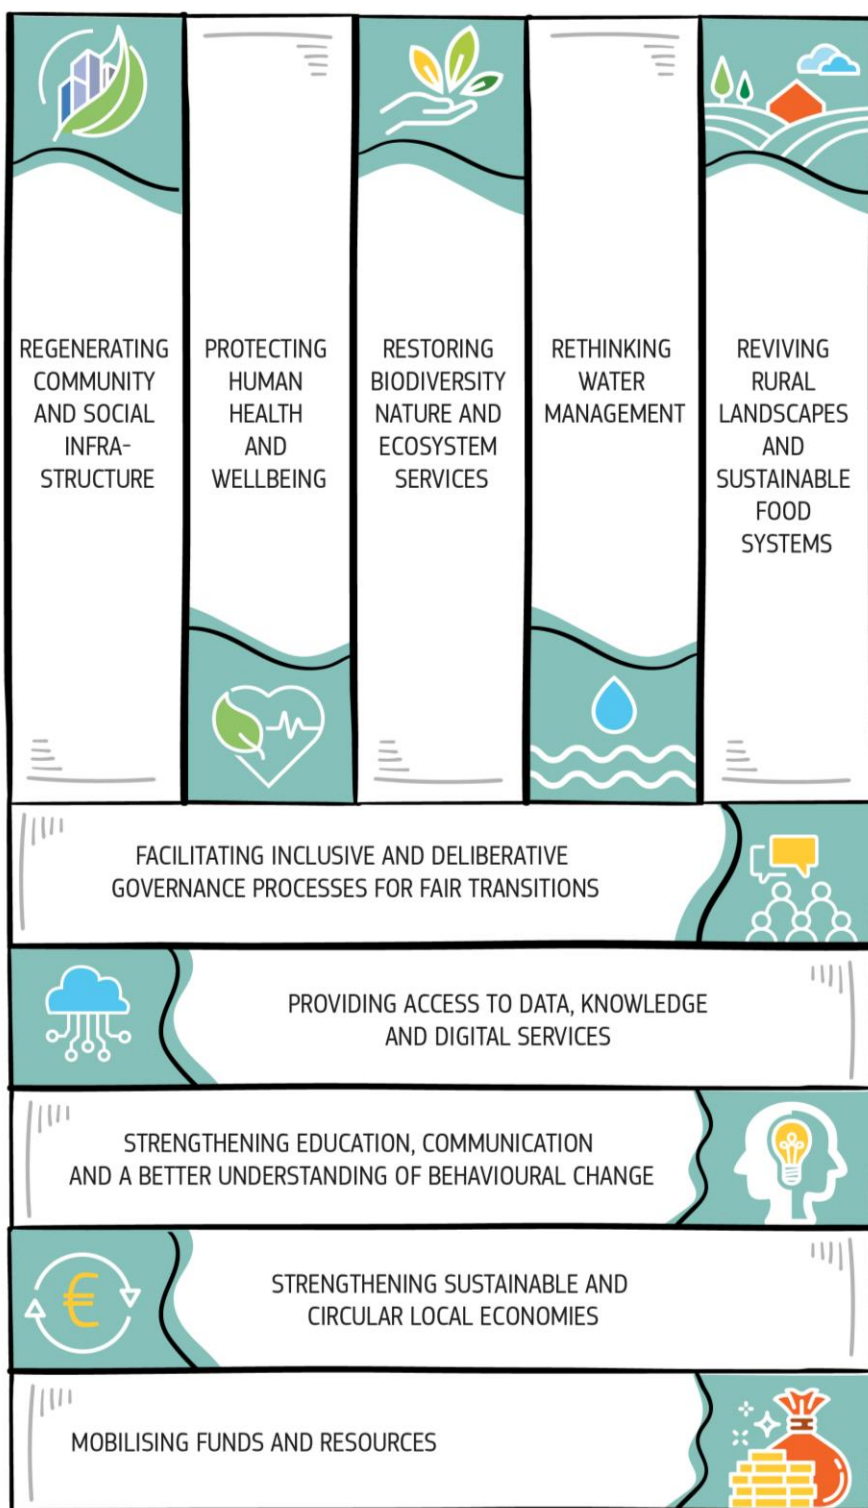 REGENERATING
COMMUNITY
AND SOCIAL
INFRA-
STRUCTURE
PROTECTING
HUMAN
HEALTH
AND
WELLBEING
RESTORING
BIODIVERSITY
NATURE AND
ECOSYSTEM
SERVICES
RETHINKING
WATER
MANAGEMENT
REVIVING
RURAL
LANDSCAPES
AND
SUSTAINABLE
FOOD
SYSTEMS
FACILITATING INCLUSIVE AND DELIBERATIVE
GOVERNANCE PROCESSES FOR FAIR TRANSITIONS
PROVIDING ACCESS TO DATA, KNOWLEDGE
AND DIGITAL SERVICES
STRENGTHENING EDUCATION, COMMUNICATION
AND A BETTER UNDERSTANDING OF BEHAVIOURAL CHANGE
€
STRENGTHENING SUSTAINABLE AND
CIRCULAR LOCAL ECONOMIES
MOBILISING FUNDS AND RESOURCES